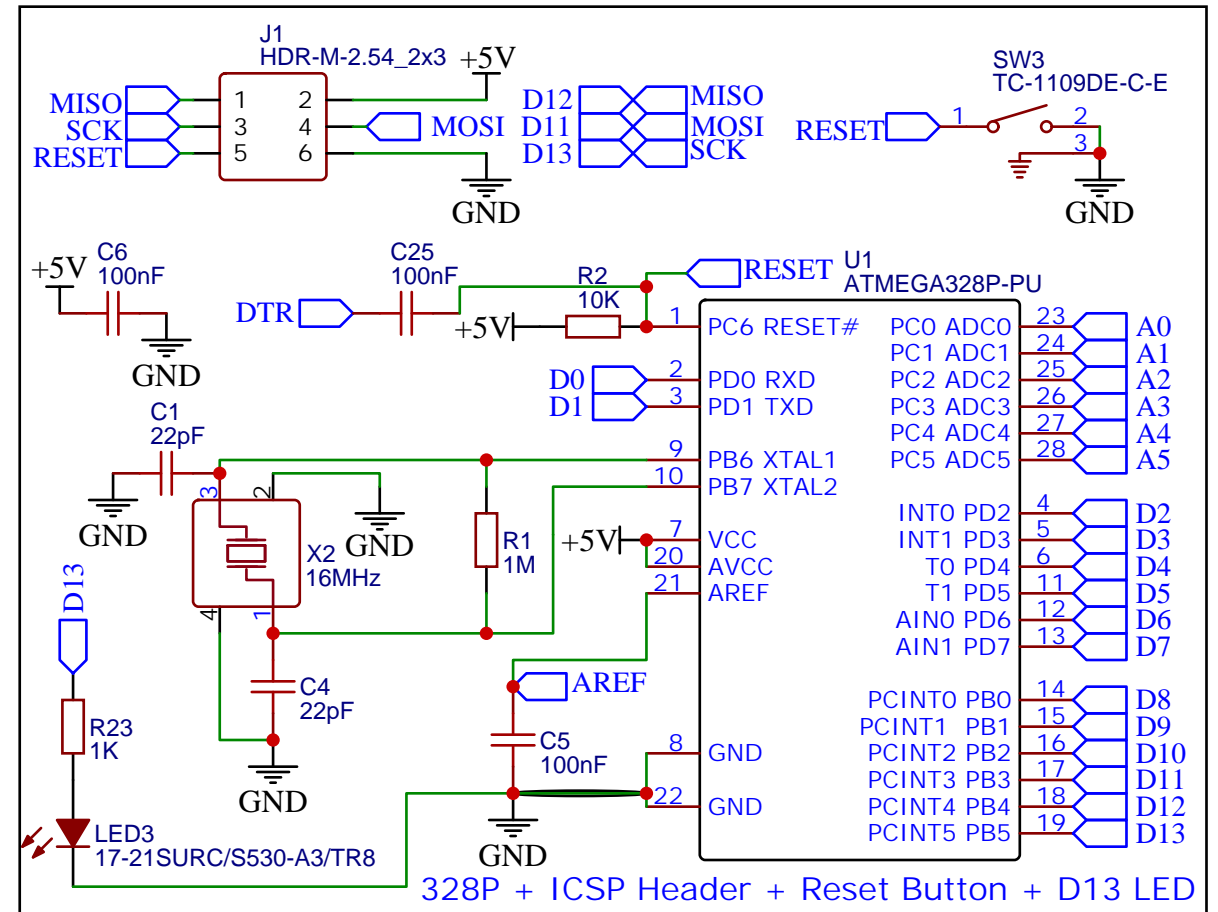 J1
HDR-M-2.54_2x3
+5V
MISO 1 2
SCK 3 4 MOSI
RESET 5 6
GND
D12 MISO
D11 MOSI
D13 SCK
SW3
TC-1109DE-C-E
RESET 1 2
3
GND
C6
100nF
+5V
GND
C25
100nF
DTR
R2
10K
+5V
RESET
U1
ATMEGA328P-PU
1 PC6 RESET#
D0 2 PD0 RXD
D1 3 PD1 TXD
9 PB6 XTAL1
10 PB7 XTAL2
+5V 7 VCC
20 AVCC
21 AREF
8 GND
22 GND
PC0 ADC0 23 A0
PC1 ADC1 24 A1
PC2 ADC2 25 A2
PC3 ADC3 26 A3
PC4 ADC4 27 A4
PC5 ADC5 28 A5
INT0 PD2 4 D2
INT1 PD3 5 D3
T0 PD4 6 D4
T1 PD5 11 D5
AIN0 PD6 12 D6
AIN1 PD7 13 D7
PCINT0 PB0 14 D8
PCINT1 PB1 15 D9
PCINT2 PB2 16 D10
PCINT3 PB3 17 D11
PCINT4 PB4 18 D12
PCINT5 PB5 19 D13
C1
22pF
GND
3 2
GND
X2
16MHz
4 1
R1
1M
C4
22pF
GND
AREF
C5
100nF
GND
D13
R23
1K
LED3
17-21SURC/S530-A3/TR8
328P + ICSP Header + Reset Button + D13 LED